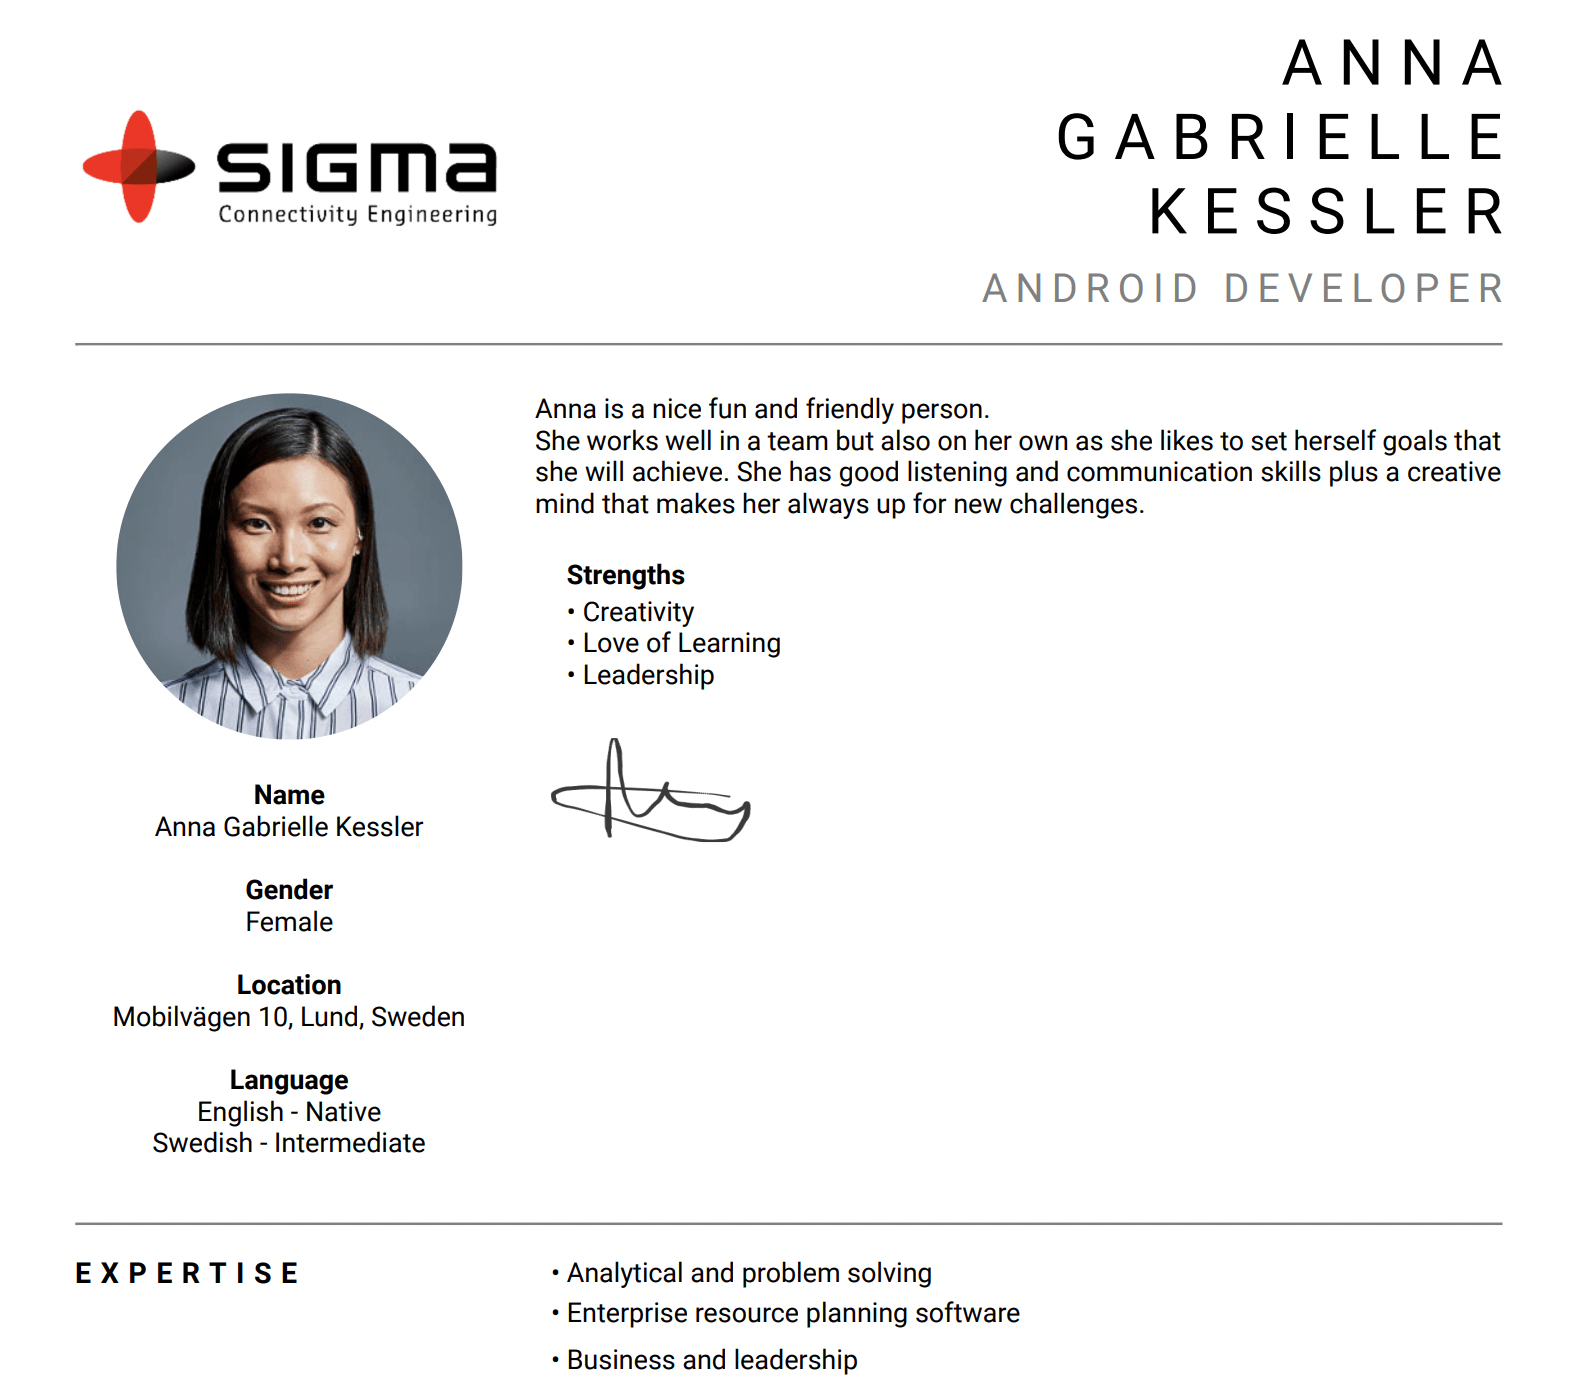 SIGMA
Connectivity Engineering
ANNA
GABRIELLE
KESSLER
ANDROID DEVELOPER
Anna is a nice fun and friendly person.
She works well in a team but also on her own as she likes to set herself goals that
she will achieve. She has good listening and communication skills plus a creative
mind that makes her always up for new challenges.
Strengths
• Creativity
• Love of Learning
• Leadership
Name
Anna Gabrielle Kessler
Gender
Female
Location
Mobilvägen 10, Lund, Sweden
Language
English - Native
Swedish - Intermediate
EXPERTISE
• Analytical and problem solving
• Enterprise resource planning software
• Business and leadership